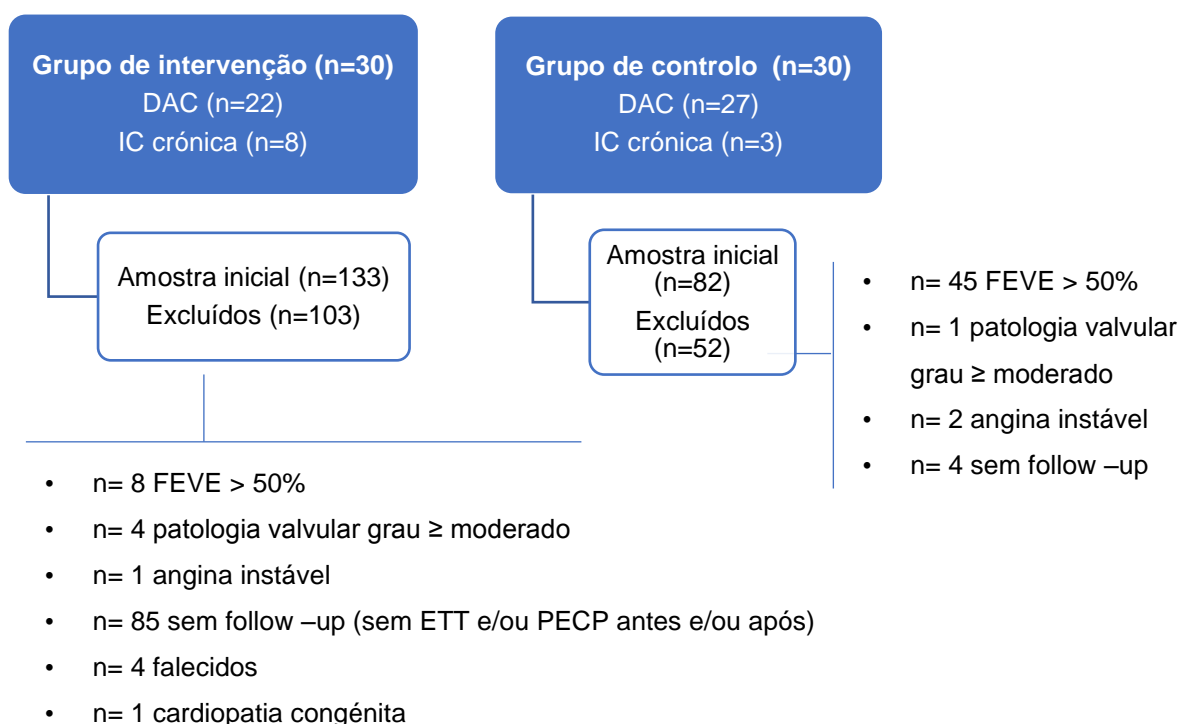 Grupo de intervenção (n=30)
DAC (n=22)
IC crónica (n=8)
Amostra inicial (n=133)
Excluídos (n=103)
• n= 8 FEVE > 50%
• n= 4 patologia valvular grau ≥ moderado
• n= 1 angina instável
• n= 85 sem follow –up (sem ETT e/ou PECP antes e/ou após)
• n= 4 falecidos
• n= 1 cardiopatia congénita
Grupo de controlo (n=30)
DAC (n=27)
IC crónica (n=3)
Amostra inicial
(n=82)
Excluídos
(n=52)
• n= 45 FEVE > 50%
• n= 1 patologia valvular
grau ≥ moderado
• n= 2 angina instável
• n= 4 sem follow –up